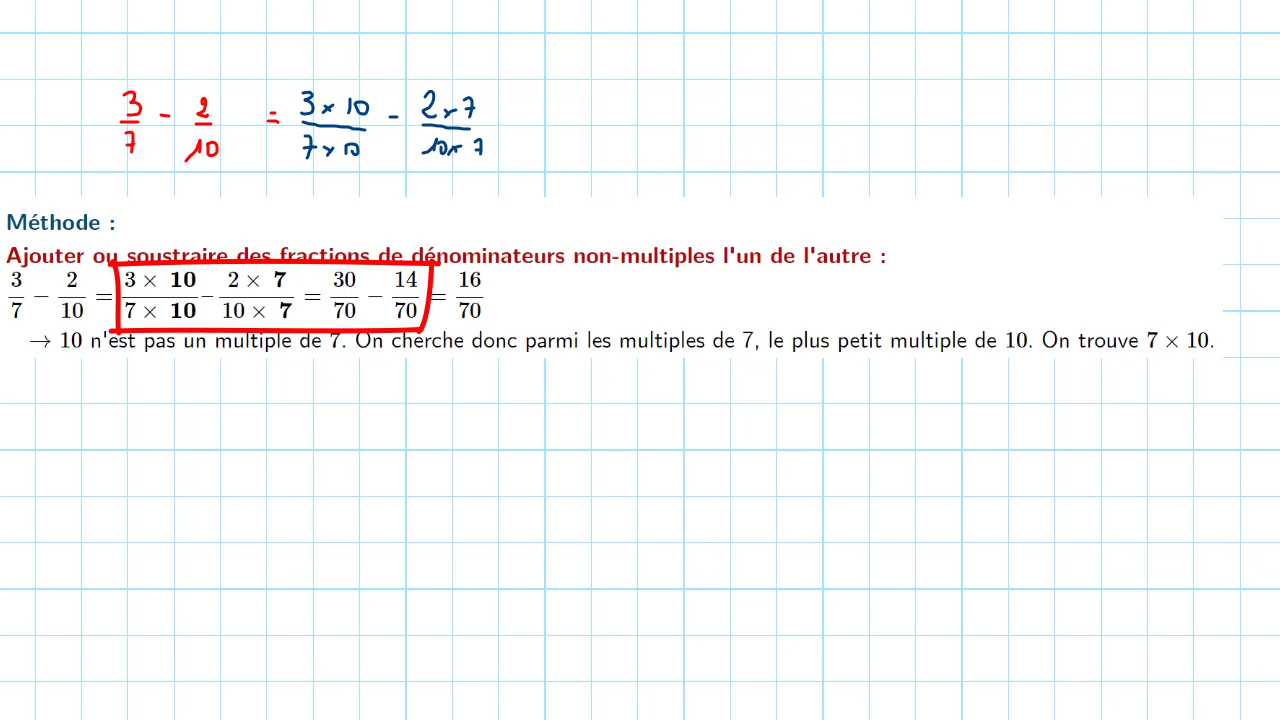 3/7 - 2/10 = 3 × 10/7 × 10 - 2 × 7/10 × 7
Méthode :
Ajouter ou soustraire des fractions de dénominateurs non-multiples l'un de l'autre :
3/7 − 2/10 = 3 × 10/7 × 10 − 2 × 7/10 × 7 = 30/70 − 14/70 = 16/70
→ 10 n'est pas un multiple de 7. On cherche donc parmi les multiples de 7, le plus petit multiple de 10. On trouve 7 × 10.